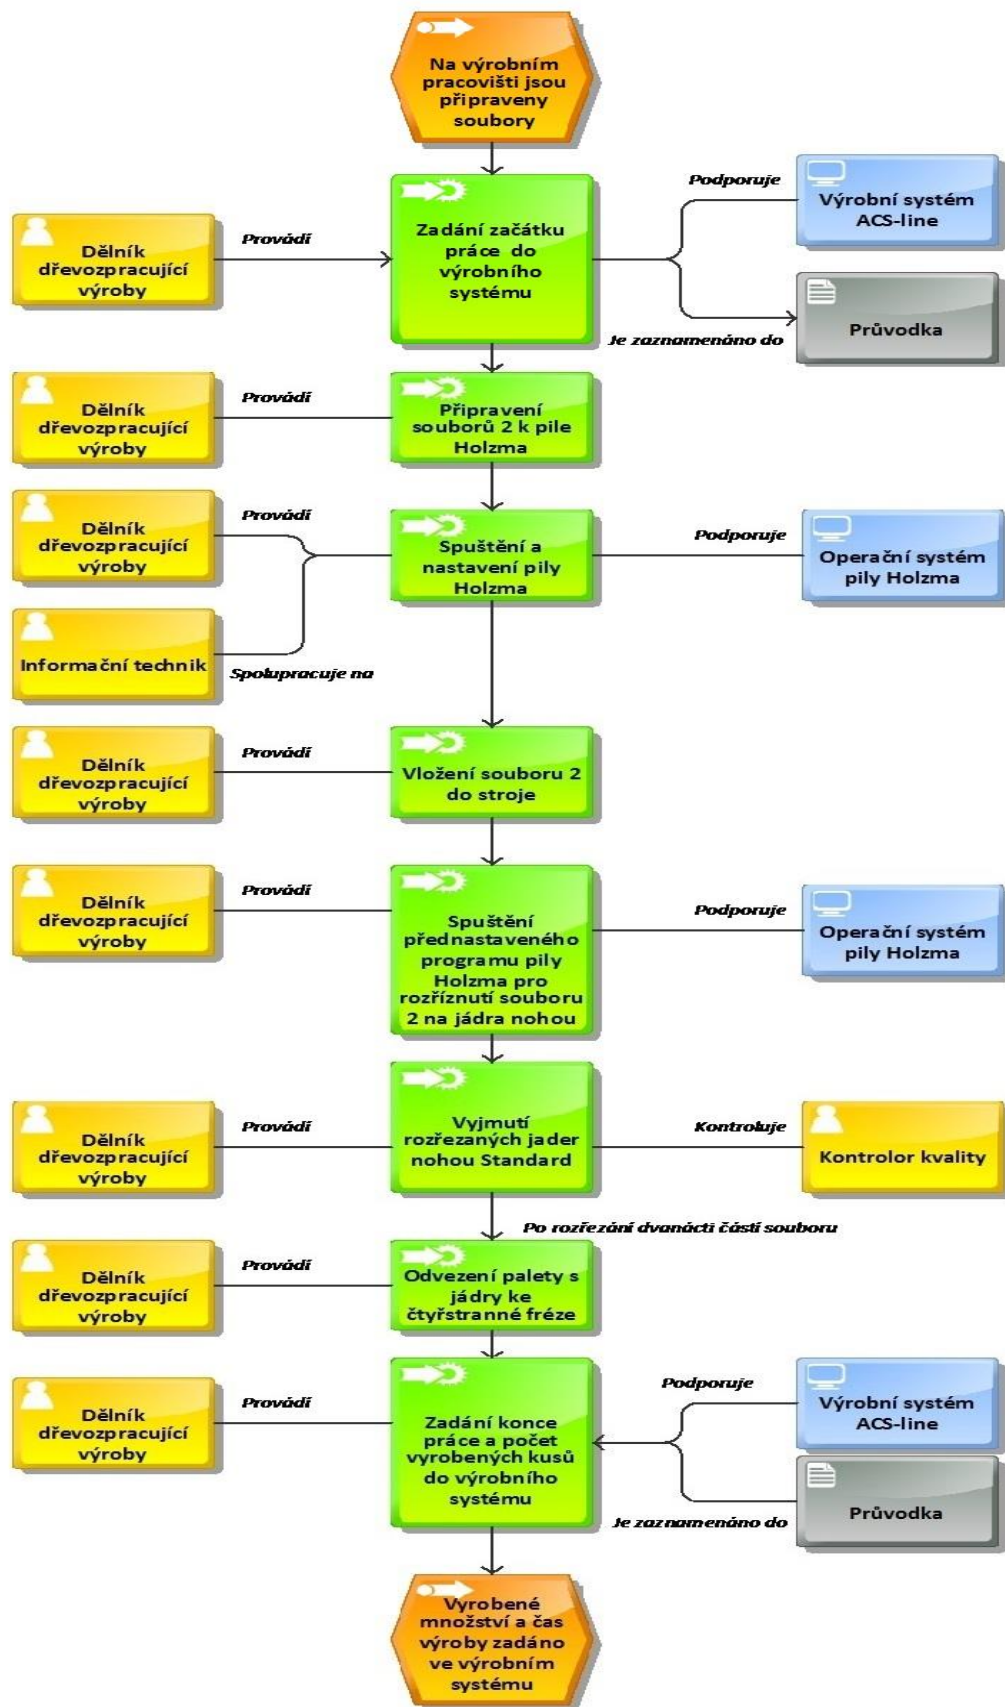 Na výrobním
pracovišti jsou
připraveny
soubory
Dělník
dřevozpracující
výroby
Provádí
Zadání začátku
práce do
výrobního
systému
Podporuje
Výrobní systém
ACS-line
Je zaznamenáno do
Průvodka
Dělník
dřevozpracující
výroby
Provádí
Připravení
souborů 2 k pile
Holzma
Dělník
dřevozpracující
výroby
Provádí
Informační technik
Spolupracuje na
Spuštění a
nastavení pily
Holzma
Podporuje
Operační systém
pily Holzma
Dělník
dřevozpracující
výroby
Provádí
Vložení souboru 2
do stroje
Dělník
dřevozpracující
výroby
Provádí
Spuštění
přednastaveného
programu pily
Holzma pro
rozříznutí souboru
2 na jádra nohou
Podporuje
Operační systém
pily Holzma
Dělník
dřevozpracující
výroby
Provádí
Vyjmutí
rozřezaných jader
nohou Standard
Kontroluje
Kontrolor kvality
Po rozřezání dvanácti částí souboru
Dělník
dřevozpracující
výroby
Provádí
Odvezení palety s
jádry ke
čtyřstranné fréze
Dělník
dřevozpracující
výroby
Provádí
Zadání konce
práce a počet
vyrobených kusů
do výrobního
systému
Podporuje
Výrobní systém
ACS-line
Je zaznamenáno do
Průvodka
Vyrobené
množství a čas
výroby zadáno
ve výrobním
systému